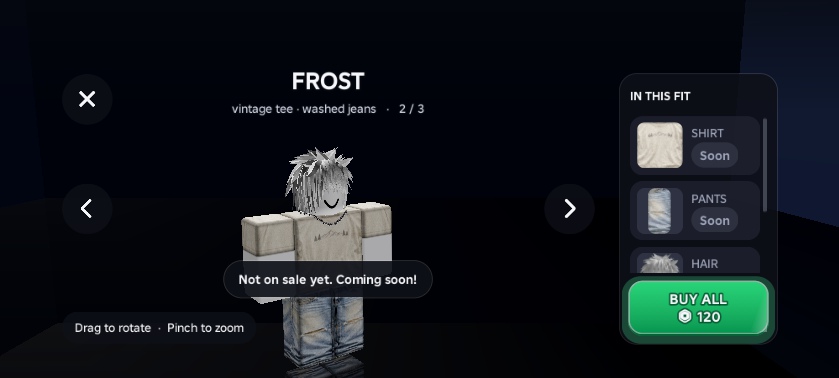 FROST
vintage tee · washed jeans · 2 / 3
IN THIS FIT
SHIRT
Soon
PANTS
Soon
HAIR
Not on sale yet. Coming soon!
BUY ALL
120
Drag to rotate · Pinch to zoom